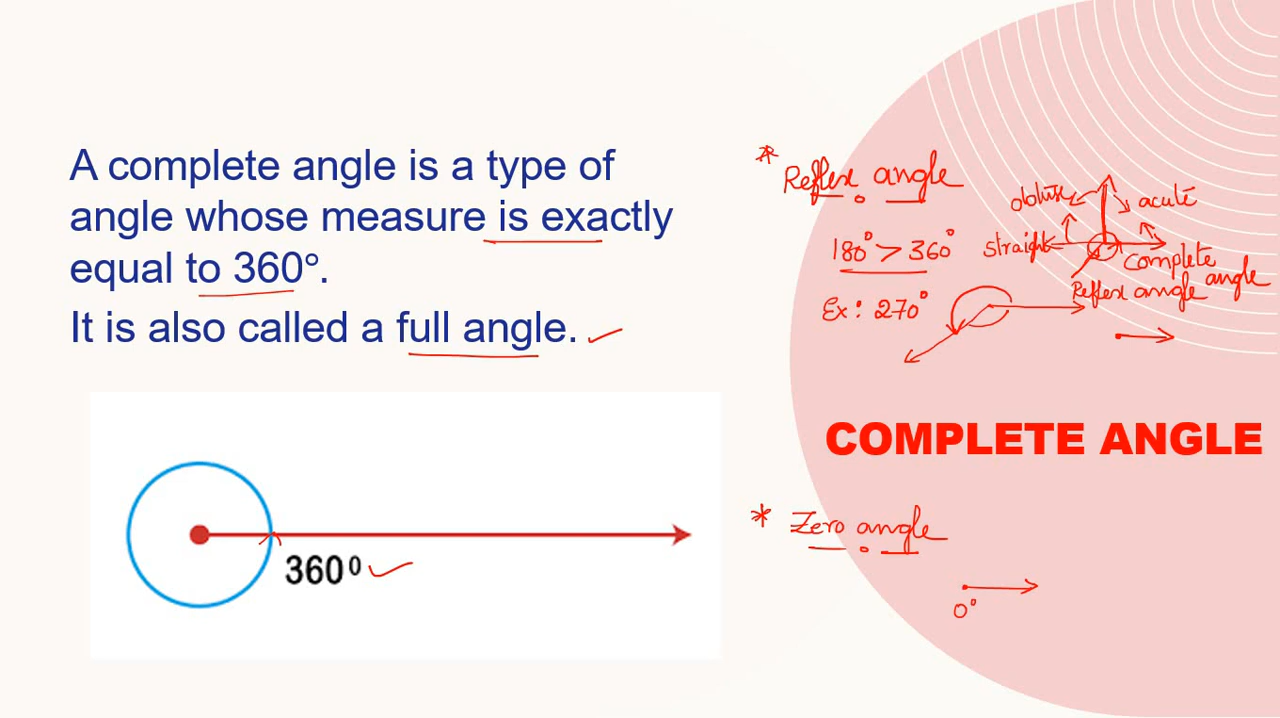 A complete angle is a type of
angle whose measure is exactly
equal to 360°.
It is also called a full angle.
360⁰
* Reflex angle
180° > 360°
Ex: 270°
obtuse acute
straight complete
angle
Reflex angle
COMPLETE ANGLE
* Zero angle
0°